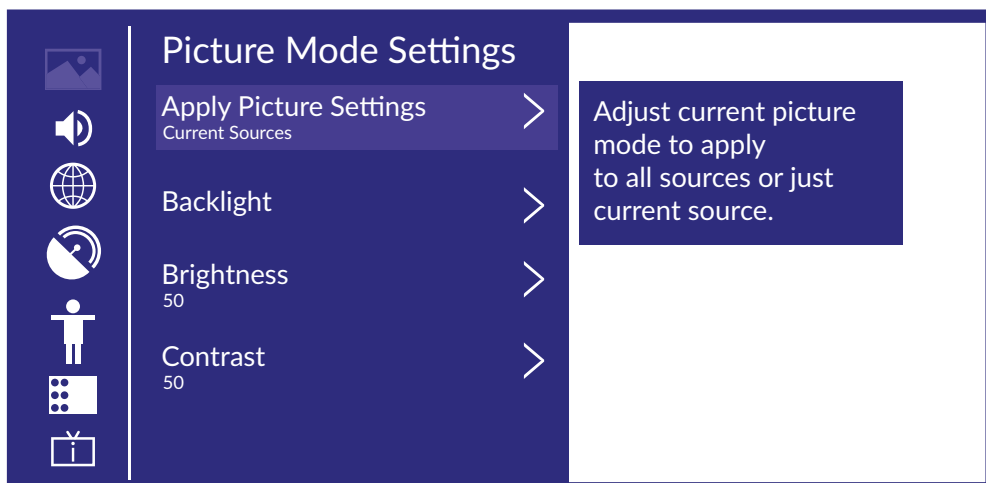 Picture Mode Settings
Apply Picture Settings
Current Sources
Backlight
Brightness
50
Contrast
50
Adjust current picture
mode to apply
to all sources or just
current source.
i